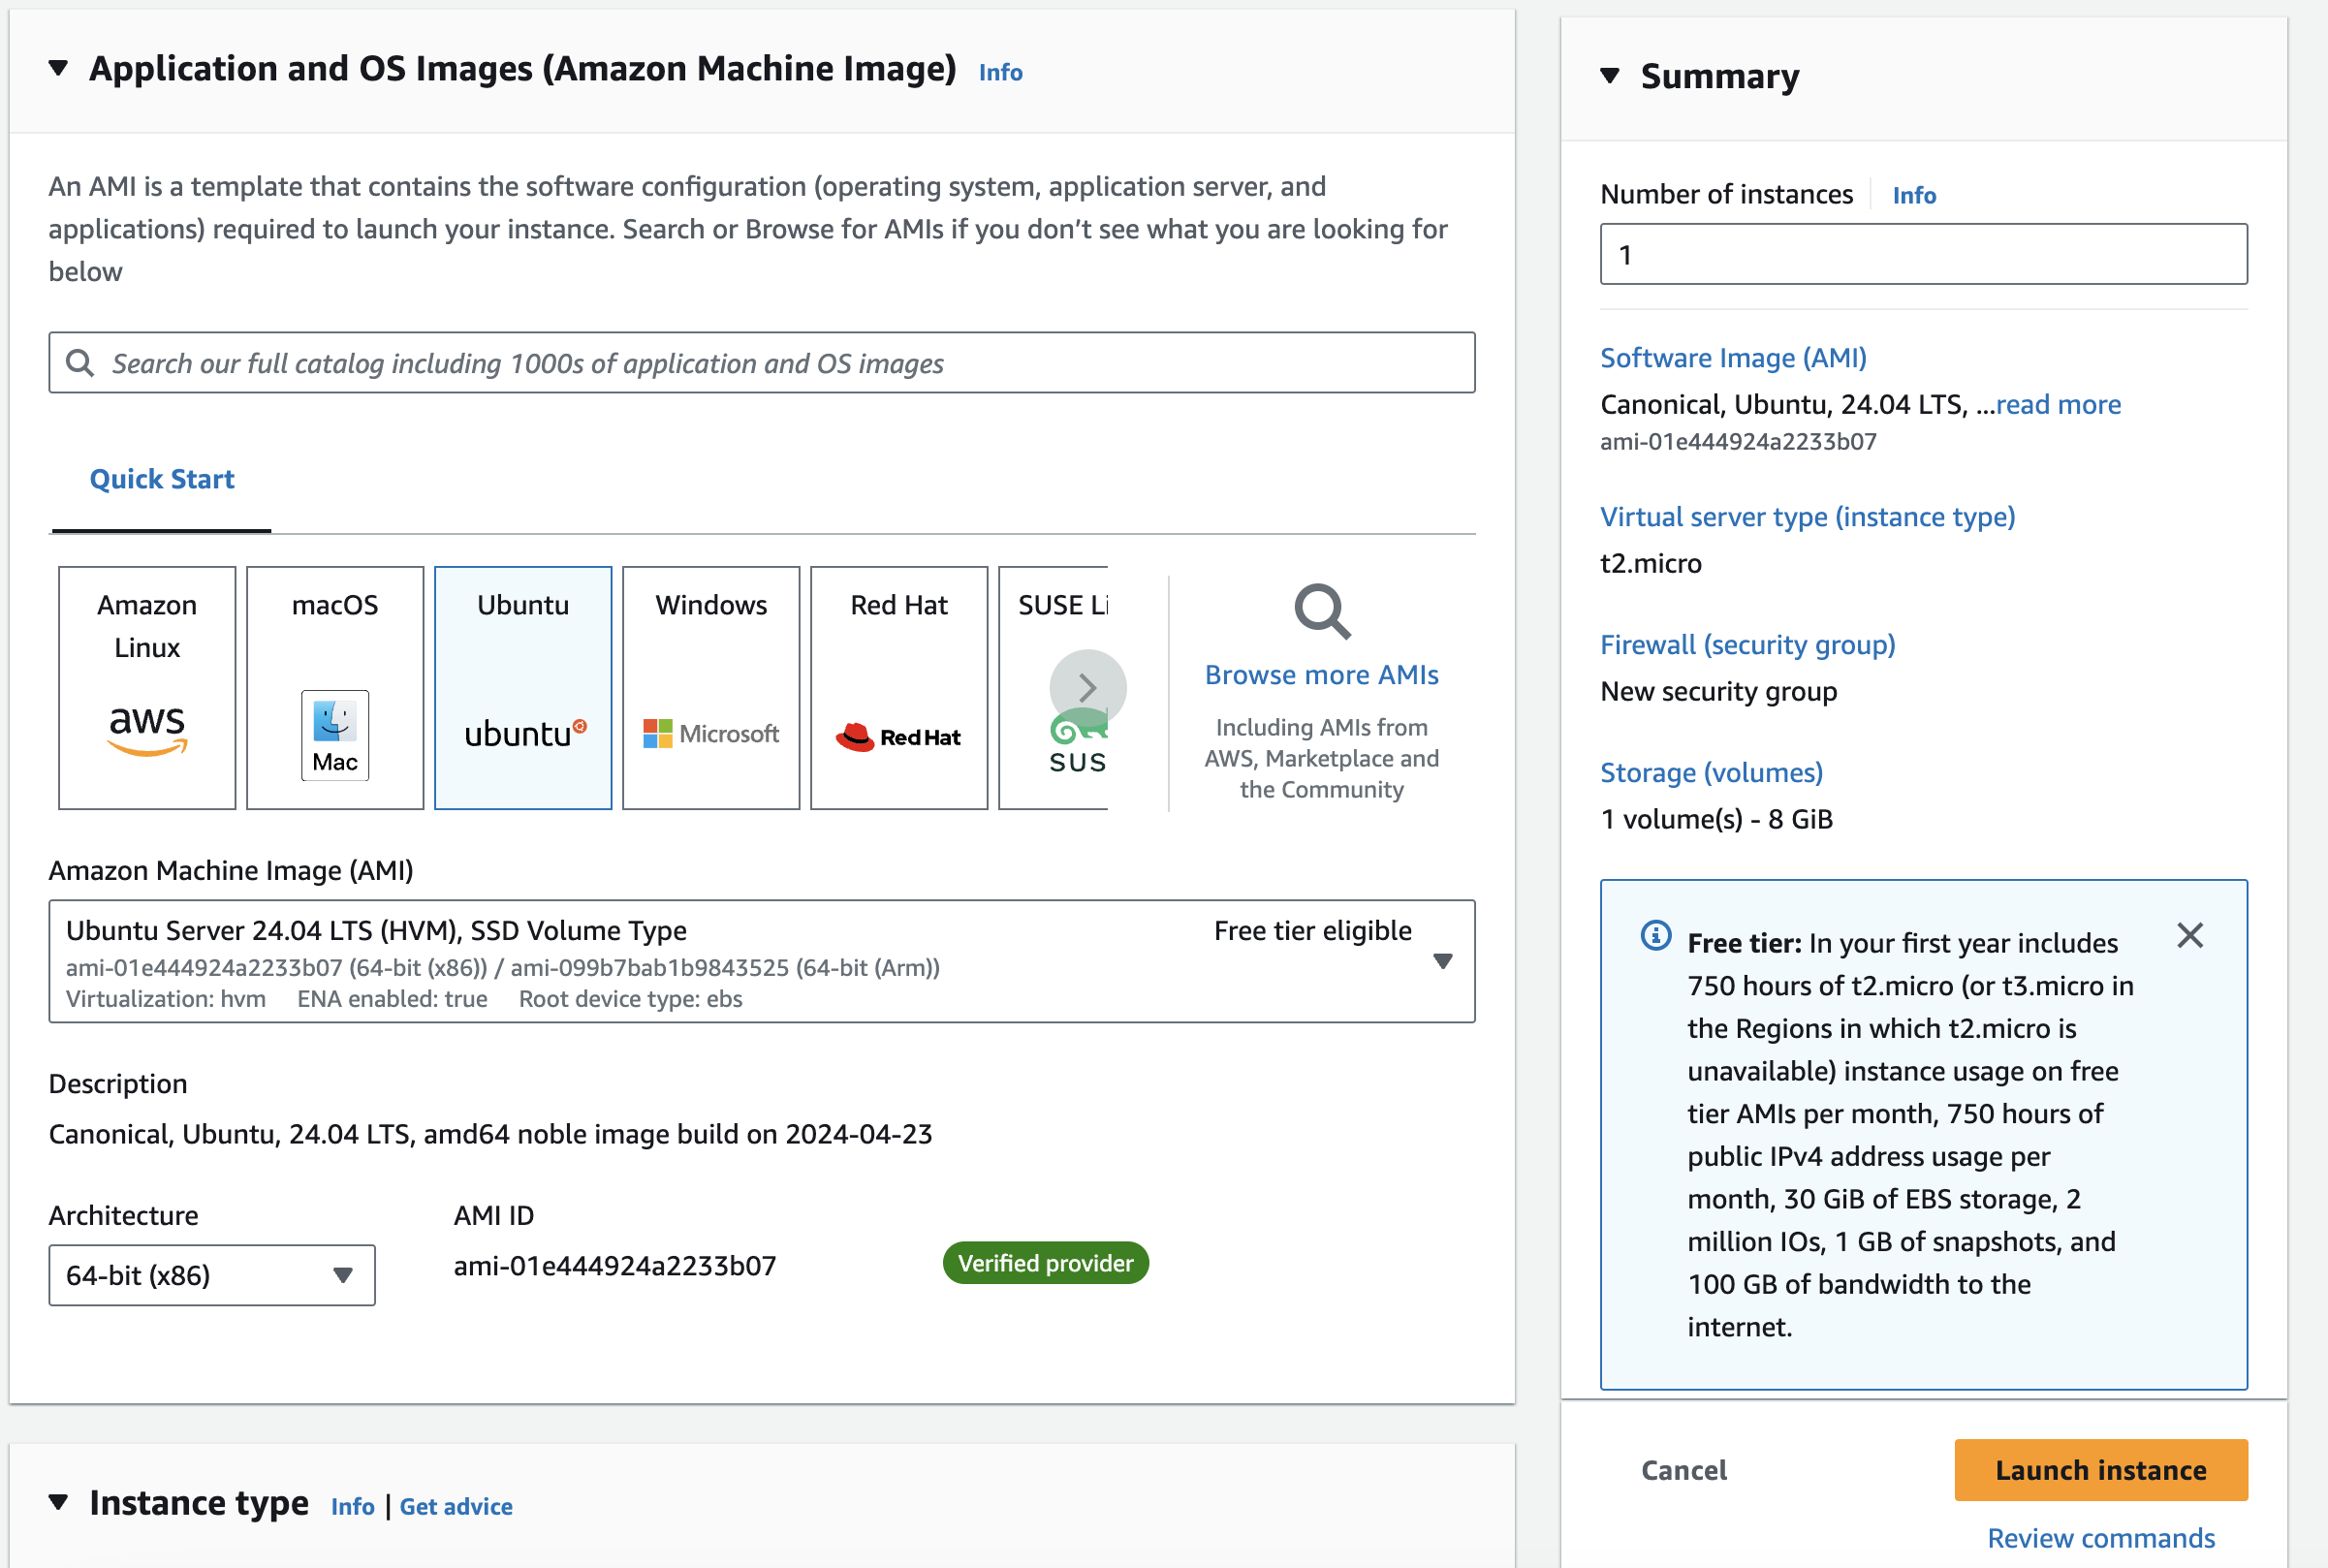 Application and OS Images (Amazon Machine Image) Info
An AMI is a template that contains the software configuration (operating system, application server, and
applications) required to launch your instance. Search or Browse for AMIs if you don’t see what you are looking for
below
Search our full catalog including 1000s of application and OS images
Quick Start
Amazon
Linux
aws
macOS
Mac
Ubuntu
ubuntu
Windows
Microsoft
Red Hat
Red Hat
SUSE Li
SUS
Browse more AMIs
Including AMIs from
AWS, Marketplace and
the Community
Amazon Machine Image (AMI)
Ubuntu Server 24.04 LTS (HVM), SSD Volume Type Free tier eligible
ami-01e444924a2233b07 (64-bit (x86)) / ami-099b7bab1b9843525 (64-bit (Arm))
Virtualization: hvm ENA enabled: true Root device type: ebs
Description
Canonical, Ubuntu, 24.04 LTS, amd64 noble image build on 2024-04-23
Architecture
64-bit (x86)
AMI ID
ami-01e444924a2233b07
Verified provider
Instance type Info | Get advice
Summary
Number of instances Info
1
Software Image (AMI)
Canonical, Ubuntu, 24.04 LTS, ...read more
ami-01e444924a2233b07
Virtual server type (instance type)
t2.micro
Firewall (security group)
New security group
Storage (volumes)
1 volume(s) - 8 GiB
Free tier: In your first year includes
750 hours of t2.micro (or t3.micro in
the Regions in which t2.micro is
unavailable) instance usage on free
tier AMIs per month, 750 hours of
public IPv4 address usage per
month, 30 GiB of EBS storage, 2
million IOs, 1 GB of snapshots, and
100 GB of bandwidth to the
internet.
Cancel
Launch instance
Review commands